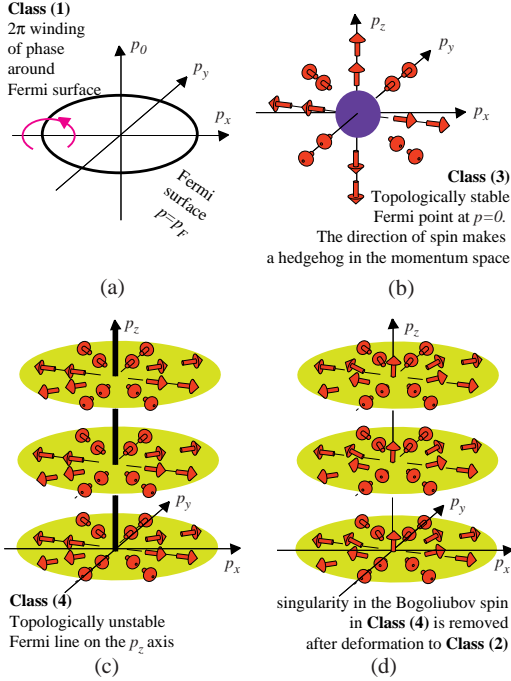 Class (1)
2π winding
of phase
around
Fermi surface
p0
py
px
Fermi
surface
p=pF
(a)
pz
py
px
Class (3)
Topologically stable
Fermi point at p=0.
The direction of spin makes
a hedgehog in the momentum space
(b)
pz
py
px
Class (4)
Topologically unstable
Fermi line on the pz axis
(c)
pz
py
px
singularity in the Bogoliubov spin
in Class (4) is removed
after deformation to Class (2)
(d)